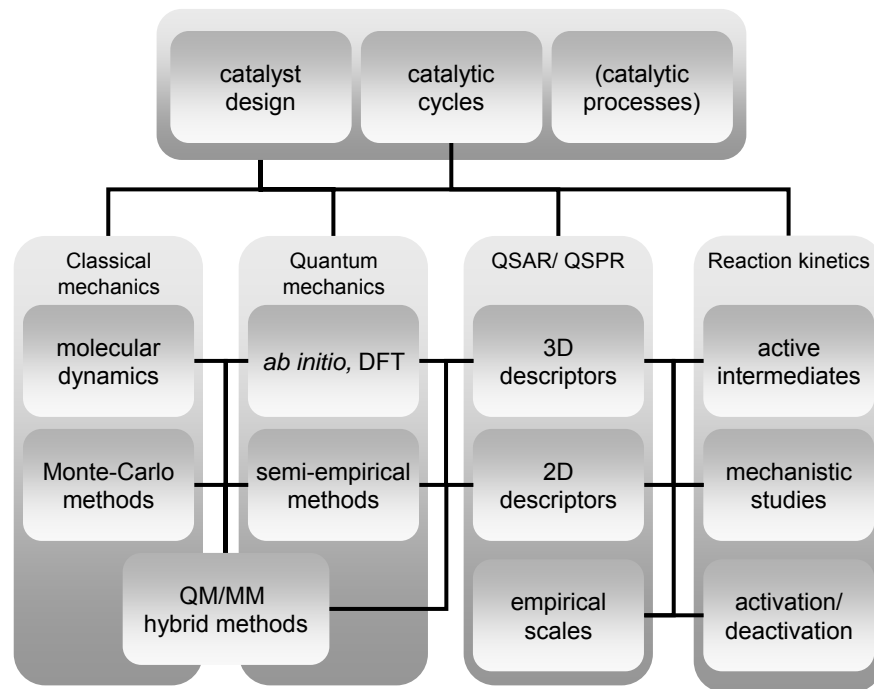 catalyst
design
catalytic
cycles
(catalytic
processes)
Classical
mechanics
molecular
dynamics
Monte-Carlo
methods
Quantum
mechanics
ab initio, DFT
semi-empirical
methods
QM/MM
hybrid methods
QSAR/ QSPR
3D
descriptors
2D
descriptors
empirical
scales
Reaction kinetics
active
intermediates
mechanistic
studies
activation/
deactivation